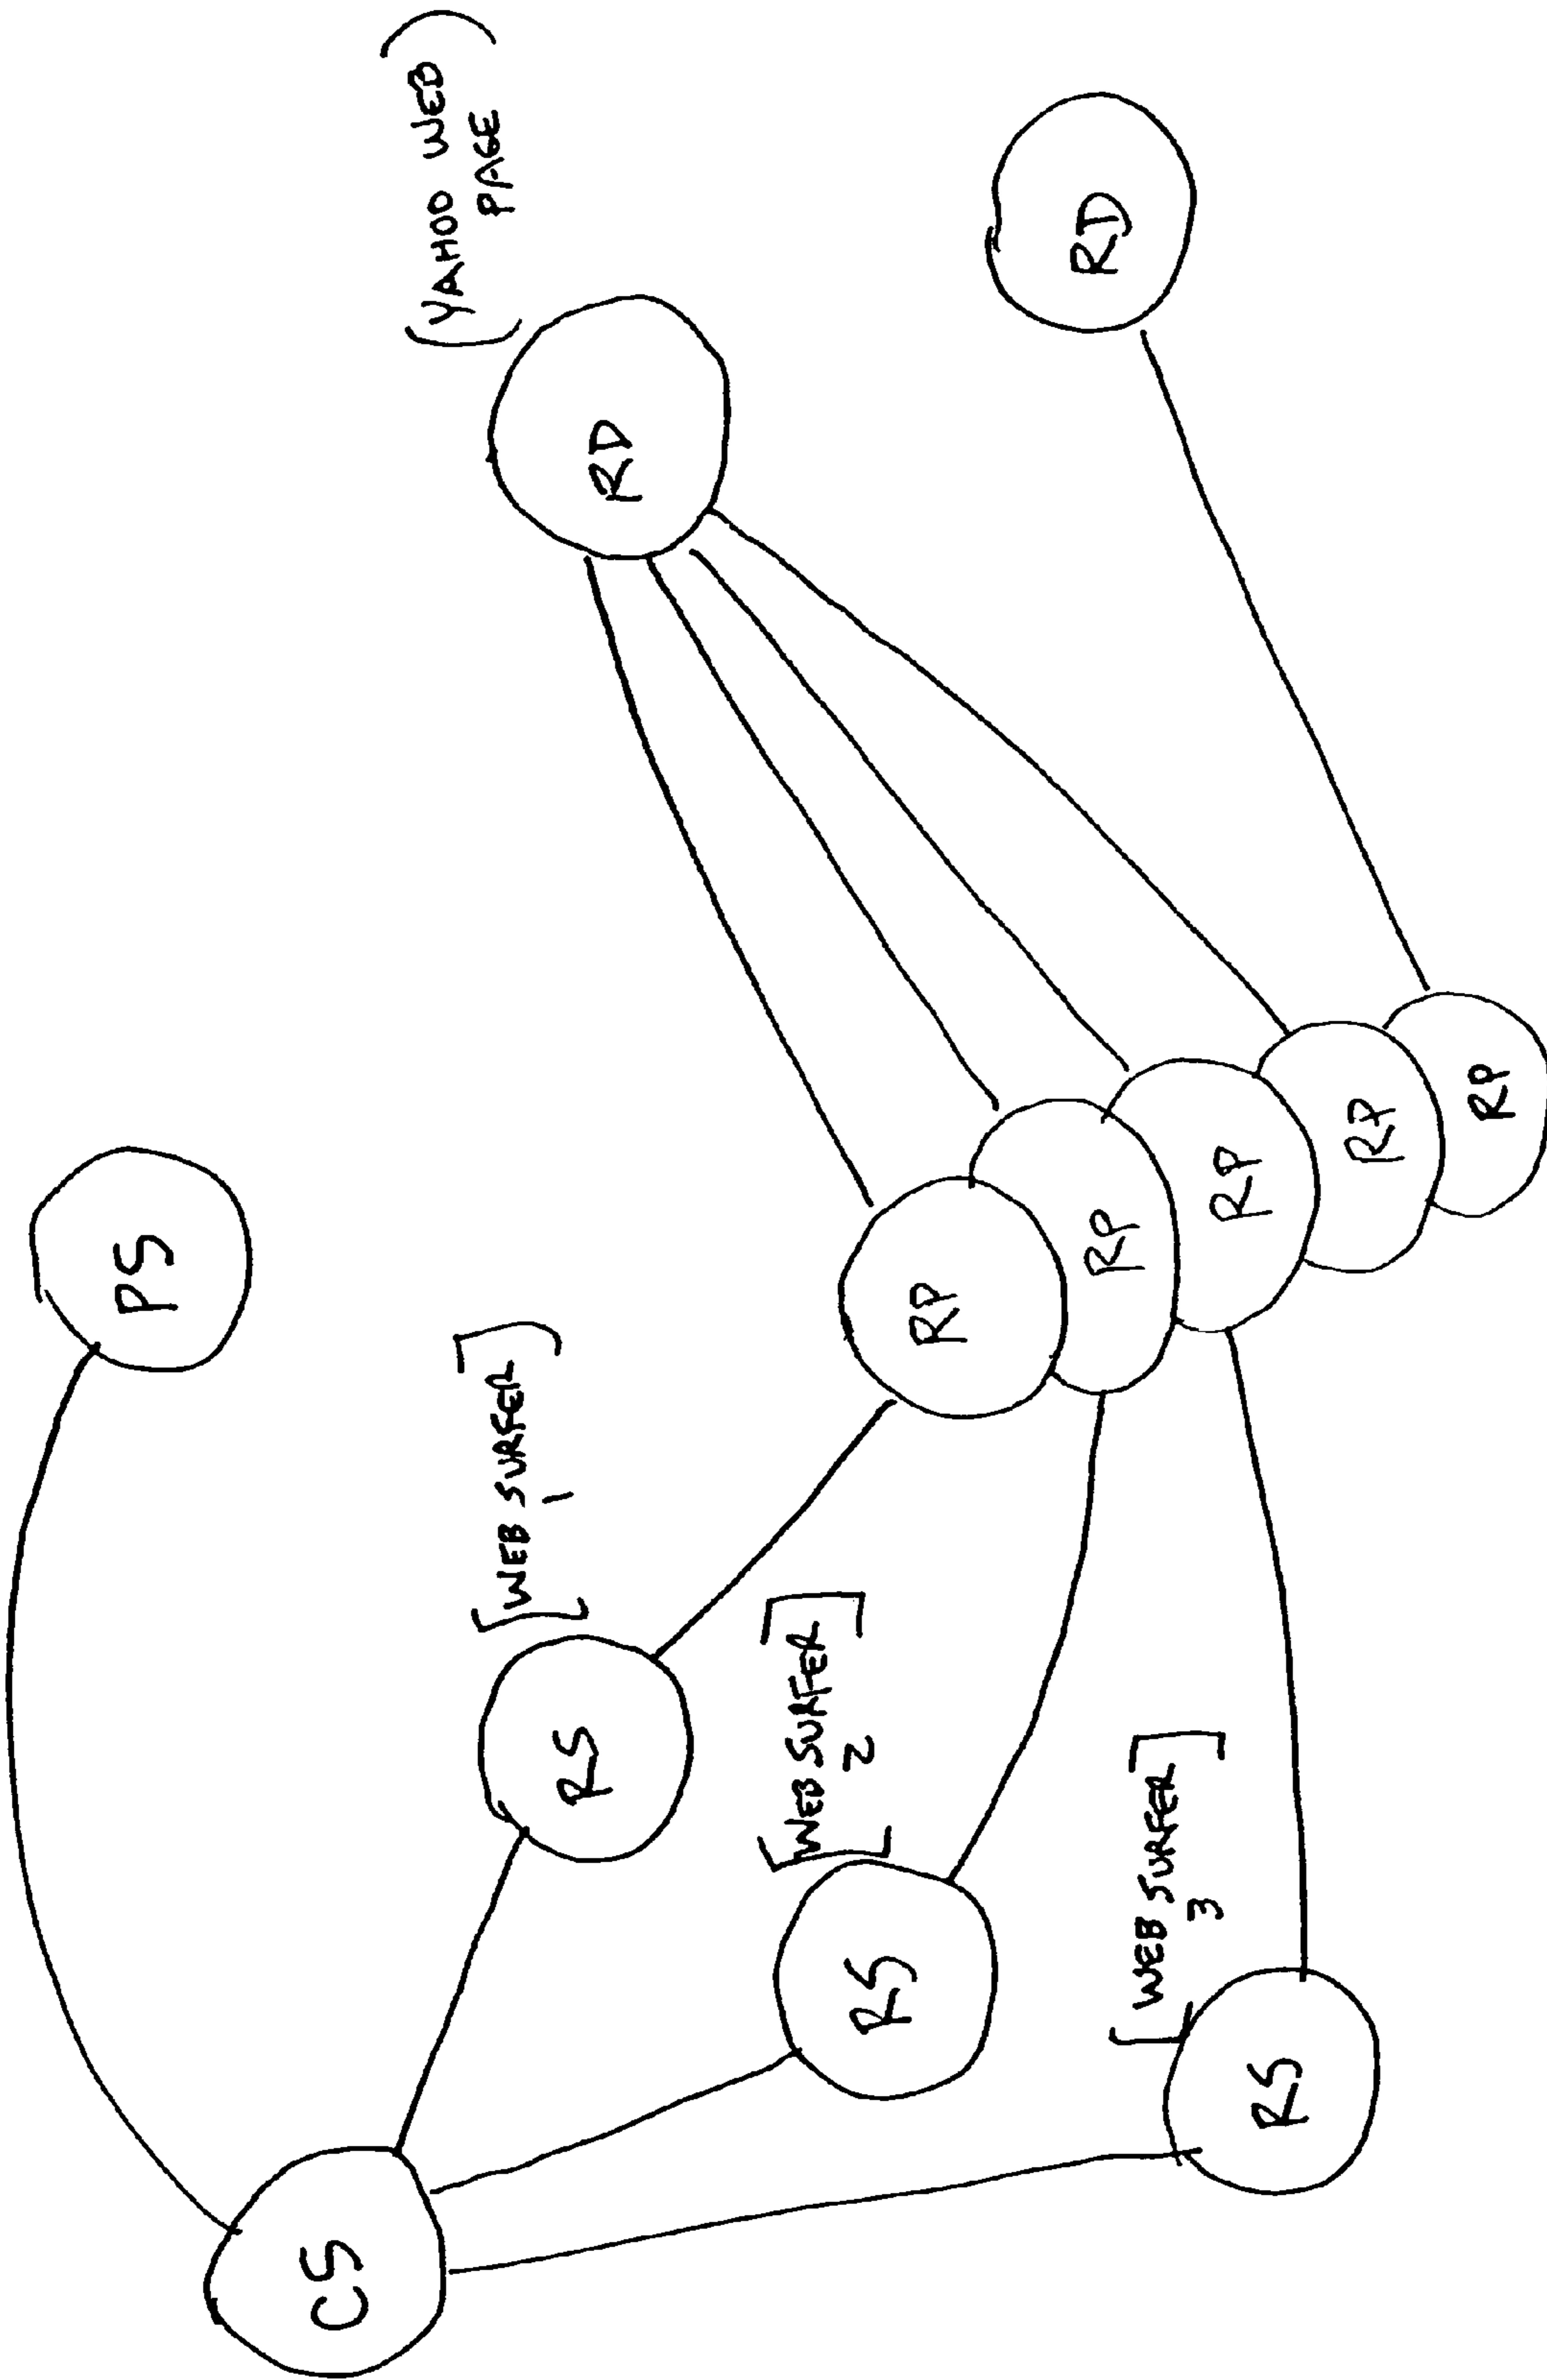 PS
CS
(YAHOO WEB
PAGE)
[WEB SURFER
1]
RS
RD
[WEB SURFER
2]
RS
RP
RD
RP
[WEB SURFER
3]
RP
RS
RP
RP